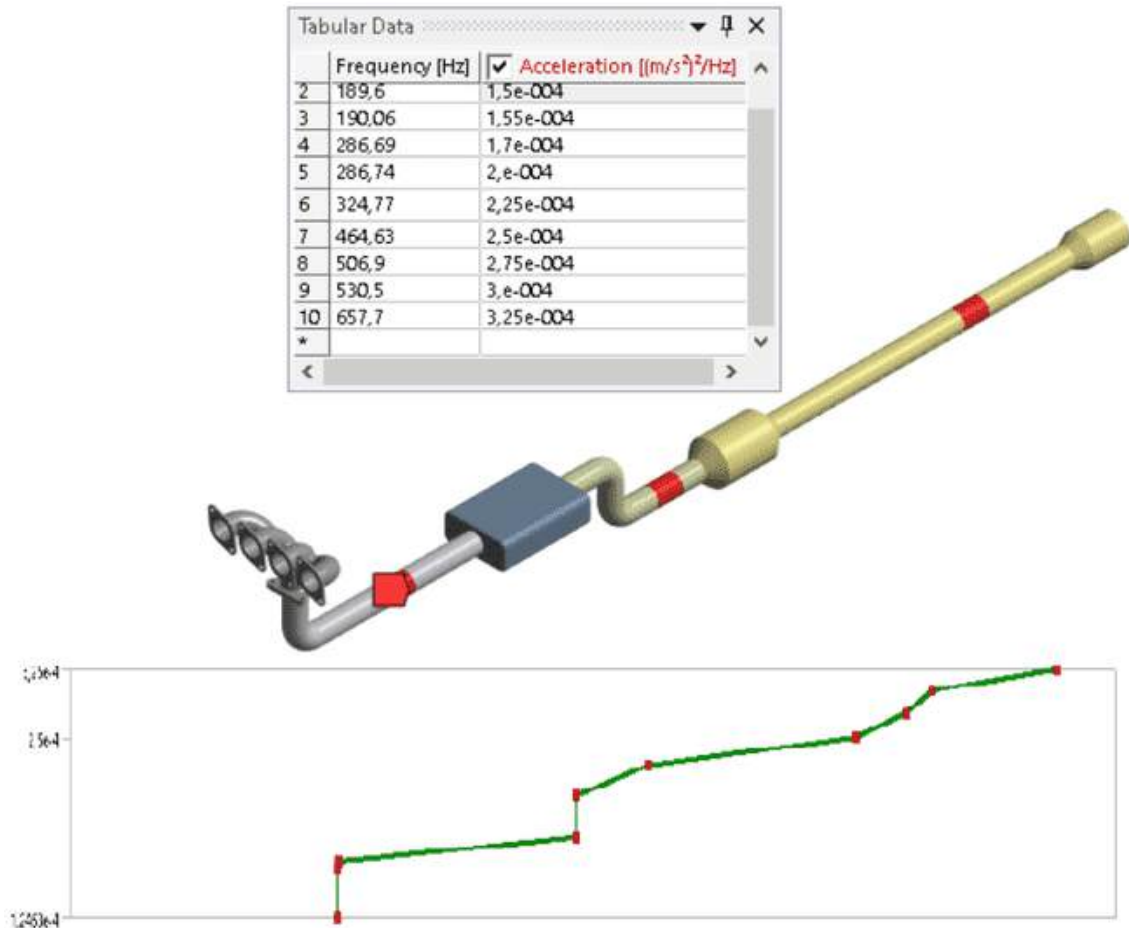 Tabular Data
Frequency [Hz] Acceleration [(m/s²)²/Hz]
2 189,6 1,5e-004
3 190,06 1,55e-004
4 286,69 1,7e-004
5 286,74 2,e-004
6 324,77 2,25e-004
7 464,63 2,5e-004
8 506,9 2,75e-004
9 530,5 3,e-004
10 657,7 3,25e-004
*
2,5e-4